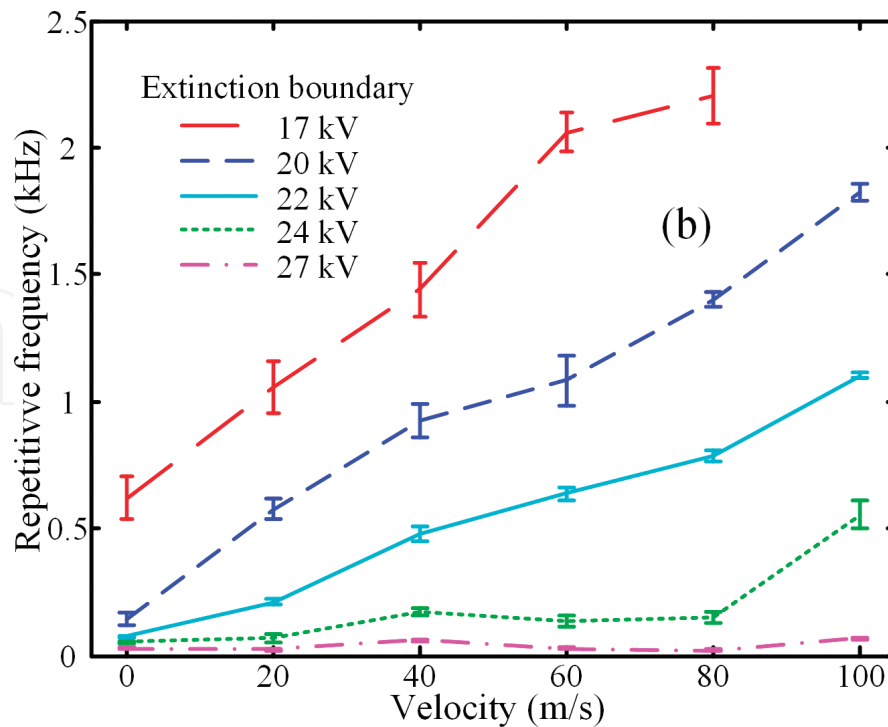 2.5
2
1.5
1
0.5
0
Repetitivve frequency (kHz)
Extinction boundary
17 kV
20 kV
22 kV
24 kV
27 kV
(b)
0 20 40 60 80 100
Velocity (m/s)